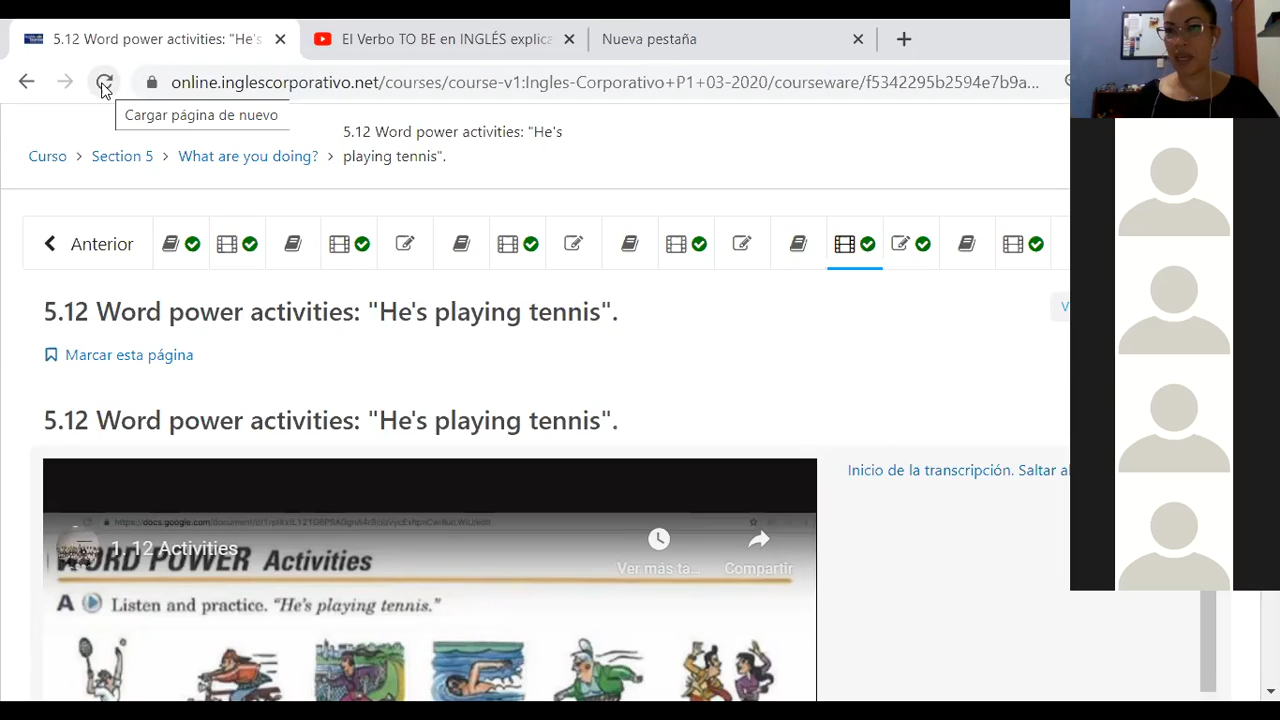 5.12 Word power activities: "He's
El Verbo TO BE en INGLÉS explica
Nueva pestaña
online.inglescorporativo.net/courses/course-v1:Ingles-Corporativo+P1+03-2020/courseware/f5342295b2594e7b9a...
Cargar página de nuevo
Curso > Section 5 > What are you doing? > 5.12 Word power activities: "He's
playing tennis".
Anterior
5.12 Word power activities: "He's playing tennis".
Marcar esta página
5.12 Word power activities: "He's playing tennis".
Inicio de la transcripción. Saltar al
1. 12 Activities
Ver más ta...
Compartir
WORD POWER Activities
A Listen and practice. "He's playing tennis."